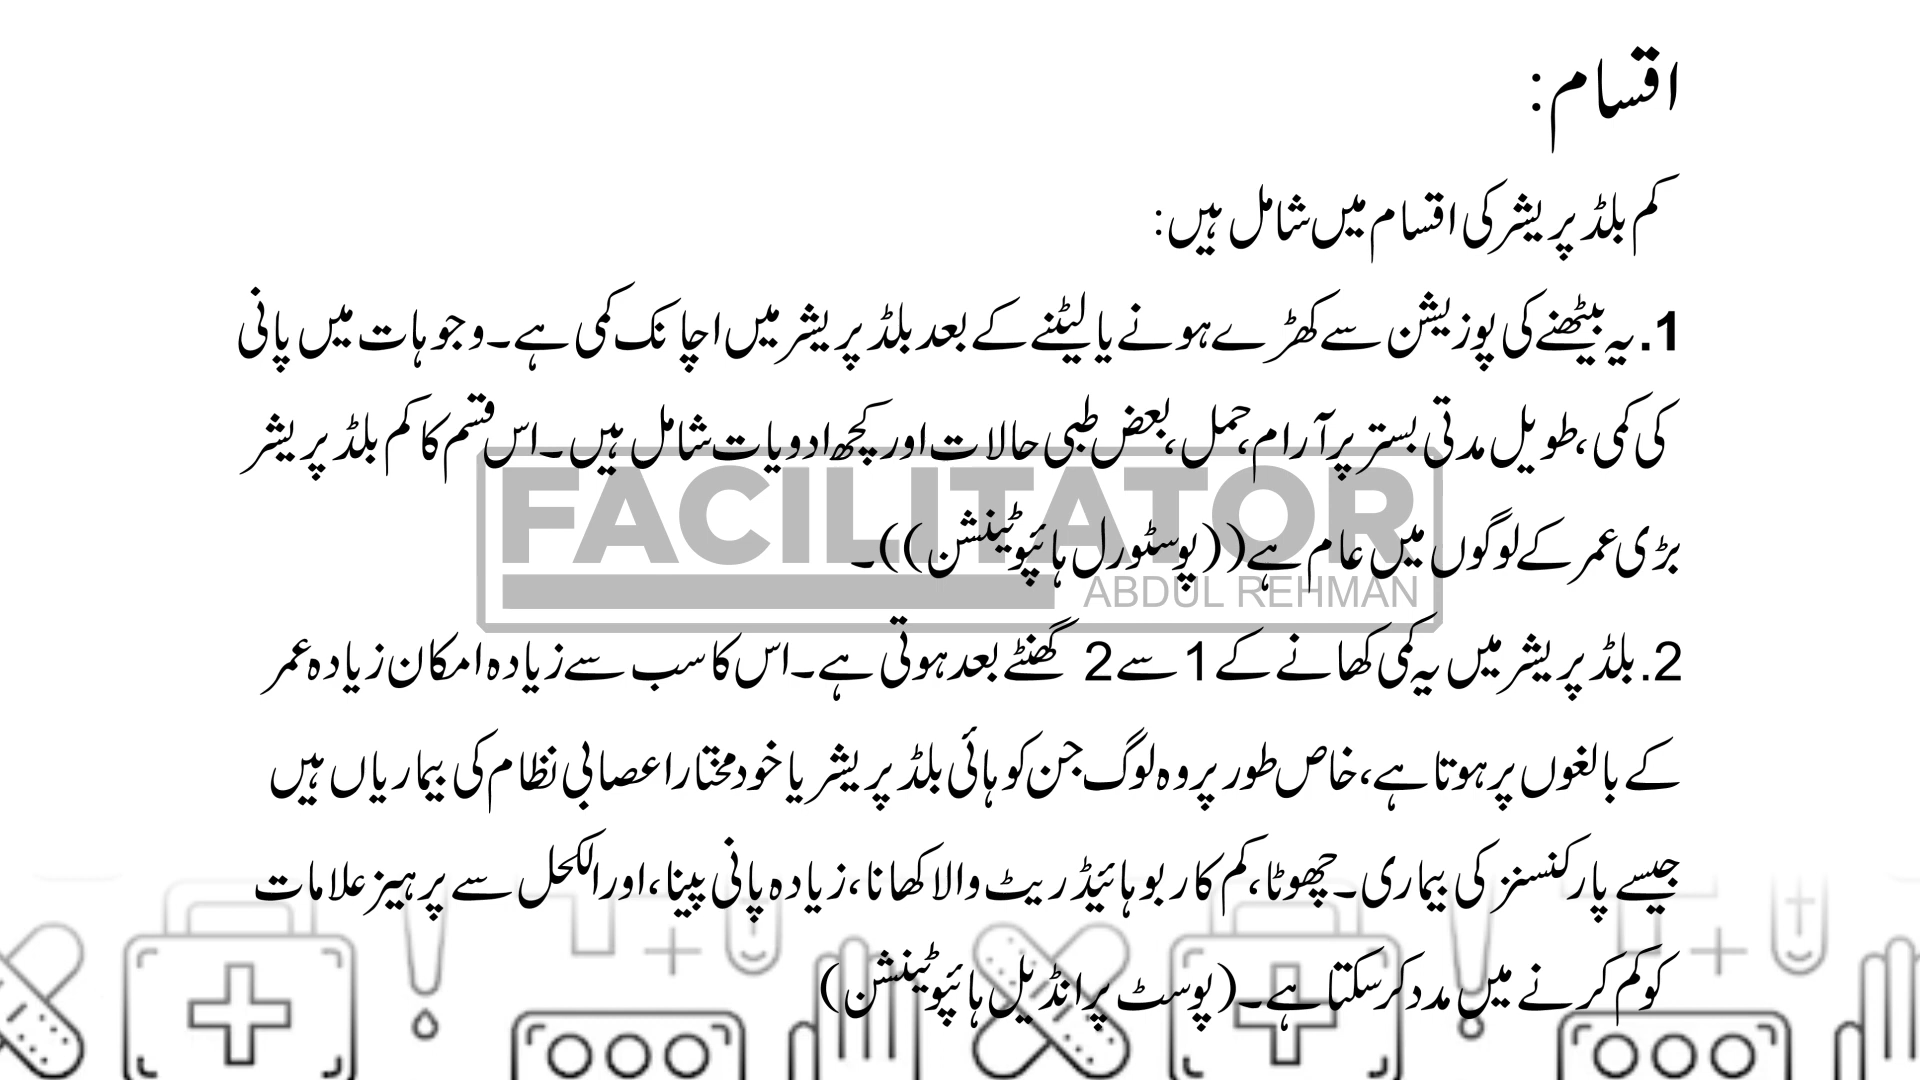 اقسام:
کم بلڈ پریشر کی اقسام میں شامل ہیں:
1. یہ بیٹھنے کی پوزیشن سے کھڑے ہونے یا لیٹنے کے بعد بلڈ پریشر میں اچانک کمی ہے۔ وجوہات میں پانی
کی کمی، طویل مدتی بستر پر آرام، حمل، بعض طبی حالات اور کچھ ادویات شامل ہیں۔ اس قسم کا کم بلڈ پریشر
بڑی عمر کے لوگوں میں عام ہے ((پوسٹورل ہائپوٹینشن))۔
FACILITATOR
ABDUL REHMAN
2. بلڈ پریشر میں یہ کمی کھانے کے 1 سے 2 گھنٹے بعد ہوتی ہے۔ اس کا سب سے زیادہ امکان زیادہ عمر
کے بالغوں پر ہوتا ہے، خاص طور پر وہ لوگ جن کو ہائی بلڈ پریشر یا خود مختار اعصابی نظام کی بیماریاں ہیں
جیسے پارکنسنز کی بیماری۔ چھوٹا، کم کاربوہائیڈریٹ والا کھانا، زیادہ پانی پینا، اور الکحل سے پرہیز علامات
کو کم کرنے میں مدد کر سکتا ہے۔ (پوسٹ پرانڈیل ہائپوٹینشن)